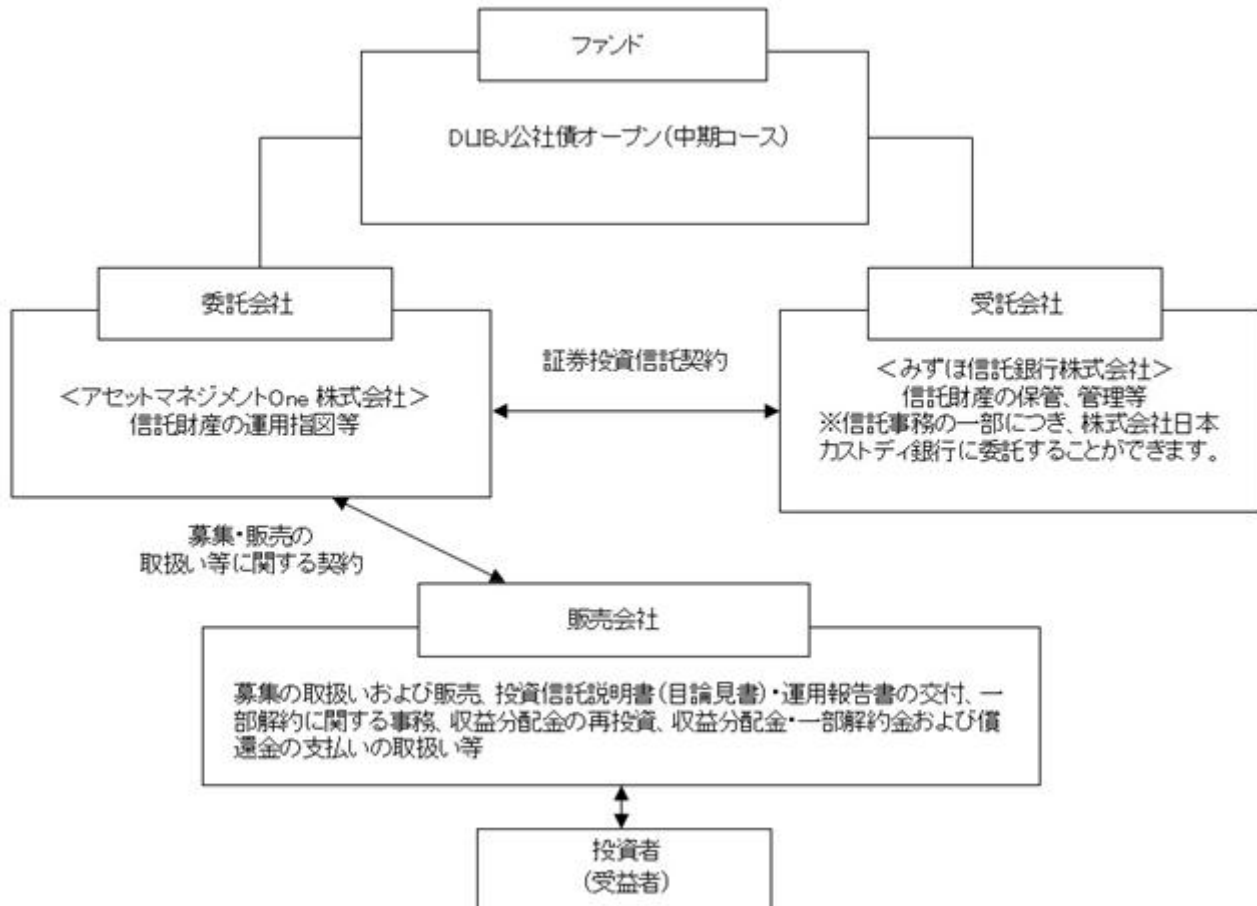 ファンド
DLIBJ公社債オープン(中期コース)
委託会社
<アセットマネジメントOne 株式会社>
信託財産の運用指図等
証券投資信託契約
受託会社
<みずほ信託銀行株式会社>
信託財産の保管、管理等
※信託事務の一部につき、株式会社日本
カストディ銀行に委託することができます。
募集・販売の
取扱い等に関する契約
販売会社
募集の取扱いおよび販売、投資信託説明書(目論見書)・運用報告書の交付、一
部解約に関する事務、収益分配金の再投資、収益分配金・一部解約金および償
還金の支払いの取扱い等
投資者
(受益者)